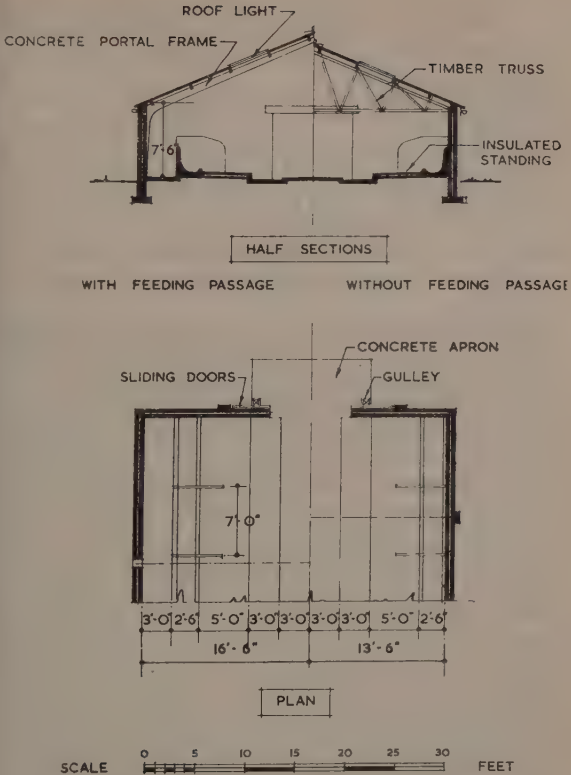 ROOF LIGHT
CONCRETE PORTAL FRAME
TIMBER TRUSS
7'-6"
INSULATED
STANDING
HALF SECTIONS
WITH FEEDING PASSAGE WITHOUT FEEDING PASSAGE
CONCRETE APRON
SLIDING DOORS GULLEY
7'-0"
3'-0" 2'-6" 5'-0" 3'-0" 3'-0" 3'-0" 3'-0" 5'-0" 2'-6"
16'-6" 13'-6"
PLAN
0 5 10 15 20 25 30
SCALE FEET